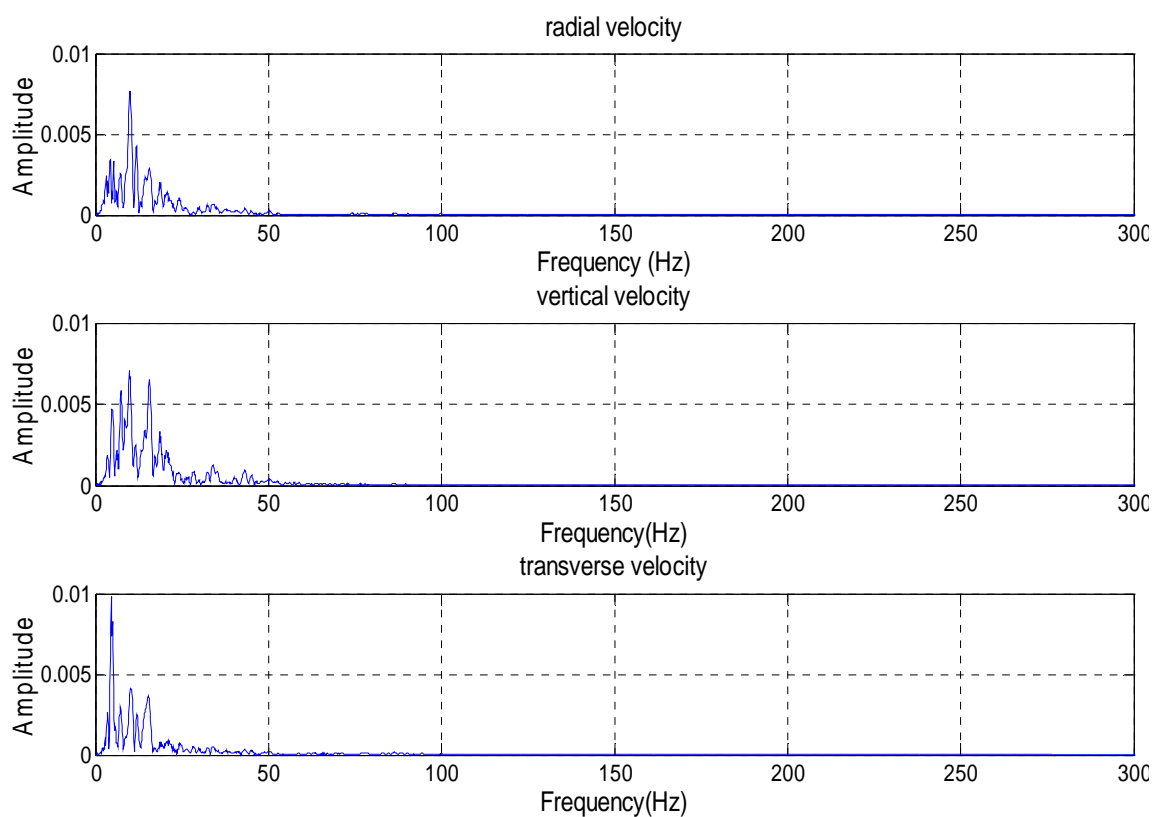 radial velocity
0.01
0.005
0
Amplitude
0 50 100 150 200 250 300
Frequency (Hz)
vertical velocity
0.01
0.005
0
Amplitude
0 50 100 150 200 250 300
Frequency(Hz)
transverse velocity
0.01
0.005
0
Amplitude
0 50 100 150 200 250 300
Frequency(Hz)